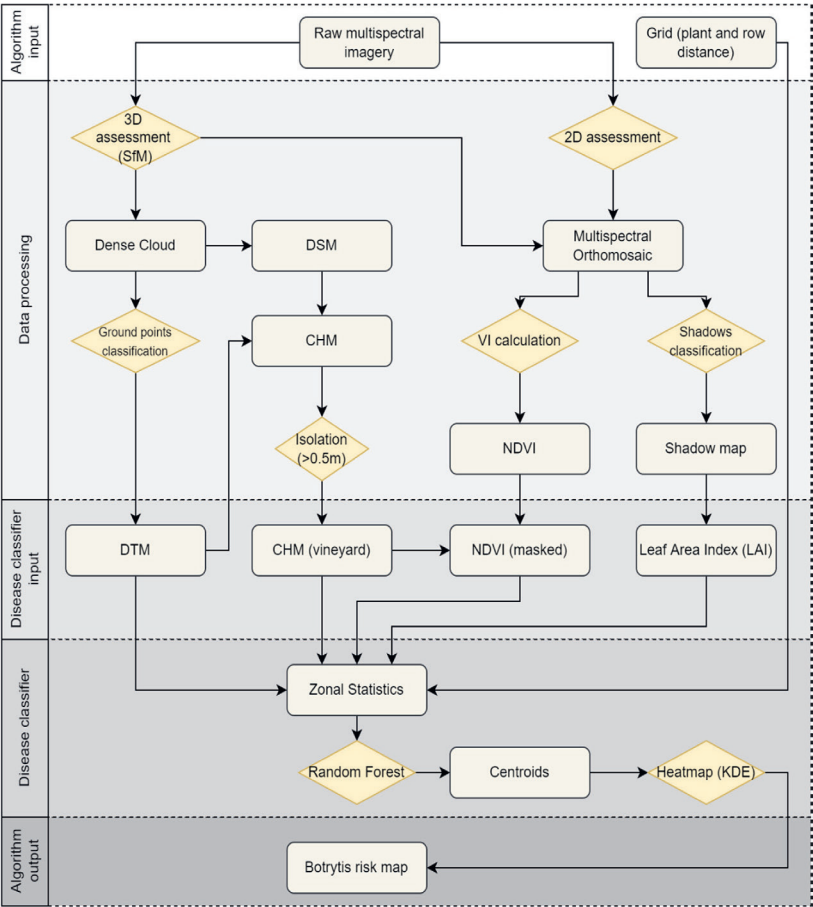 Algorithm
input
Raw multispectral
imagery
Grid (plant and row
distance)
Data processing
3D
assessment
(SfM)
2D assessment
Dense Cloud
DSM
Multispectral
Orthomosaic
Ground points
classification
CHM
VI calculation
Shadows
classification
Isolation
(>0.5m)
NDVI
Shadow map
Disease classifier
input
DTM
CHM (vineyard)
NDVI (masked)
Leaf Area Index (LAI)
Disease classifier
Zonal Statistics
Random Forest
Centroids
Heatmap (KDE)
Algorithm
output
Botrytis risk map